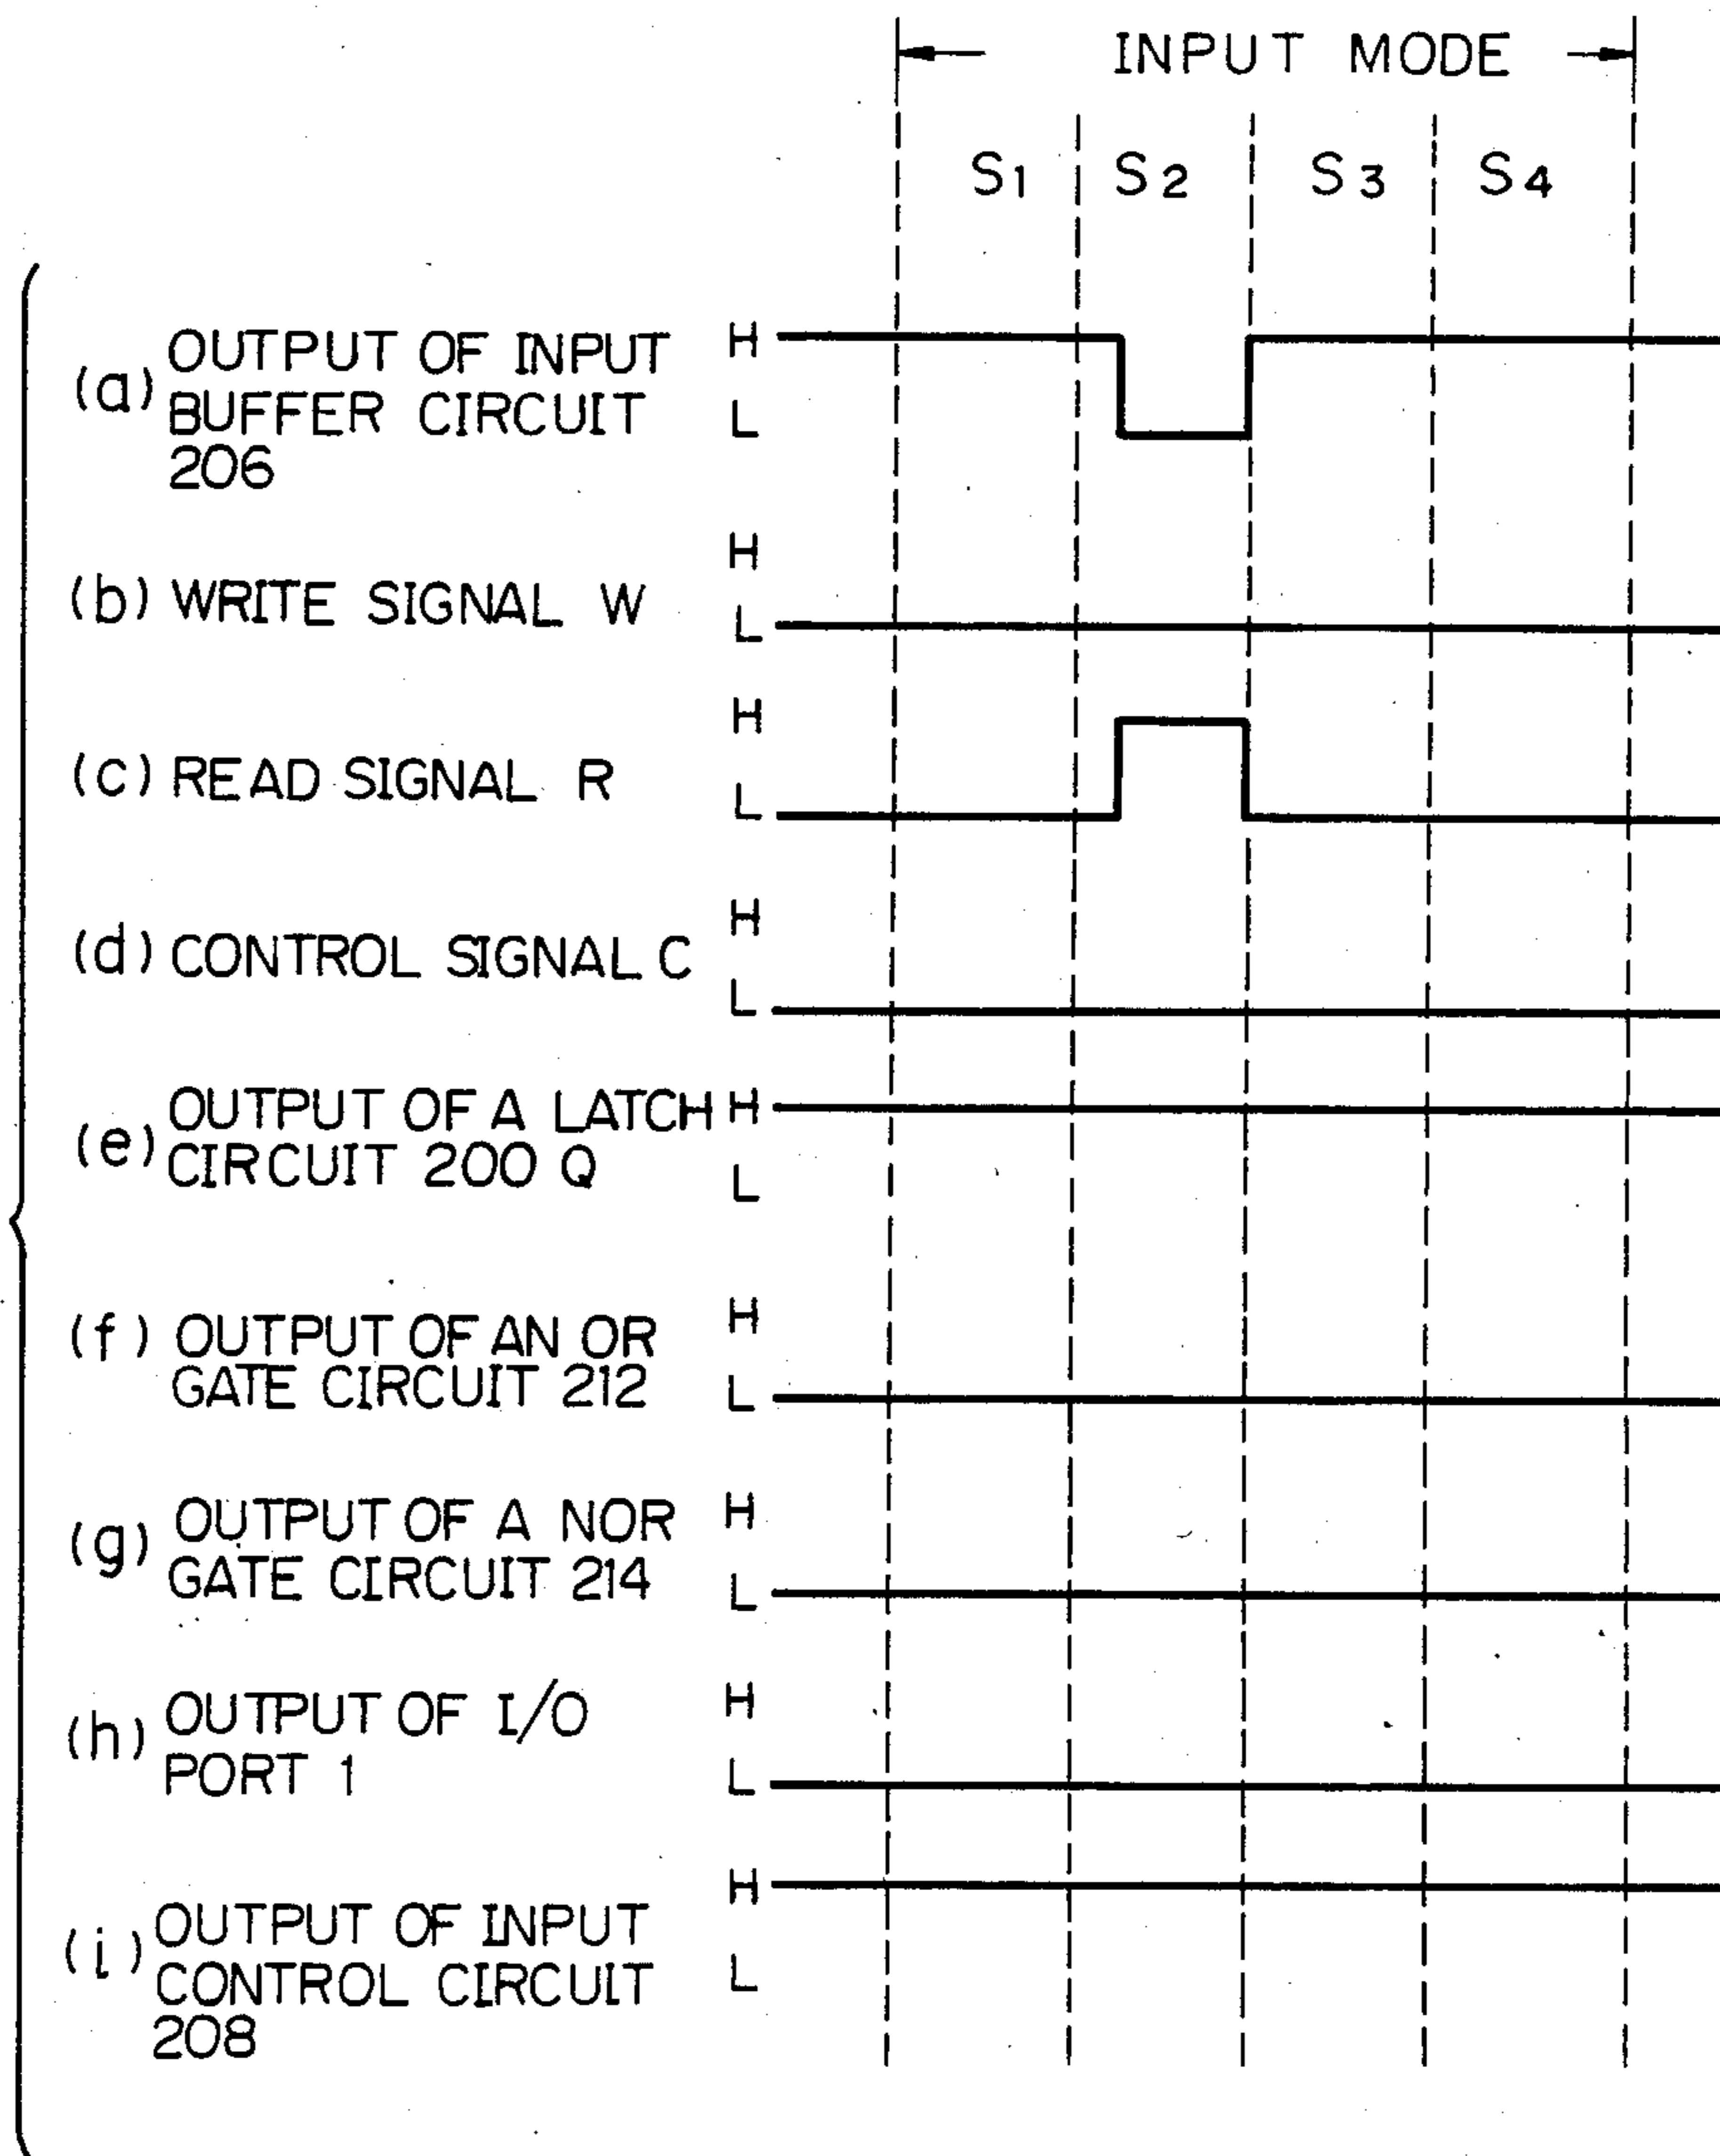 INPUT MODE
S1 S2 S3 S4
(a) OUTPUT OF INPUT
BUFFER CIRCUIT
206
H
L
(b) WRITE SIGNAL W
H
L
(c) READ SIGNAL R
H
L
(d) CONTROL SIGNAL C
H
L
(e) OUTPUT OF A LATCH
CIRCUIT 200 Q
H
L
(f) OUTPUT OF AN OR
GATE CIRCUIT 212
H
L
(g) OUTPUT OF A NOR
GATE CIRCUIT 214
H
L
(h) OUTPUT OF I/O
PORT 1
H
L
(i) OUTPUT OF INPUT
CONTROL CIRCUIT
208
H
L